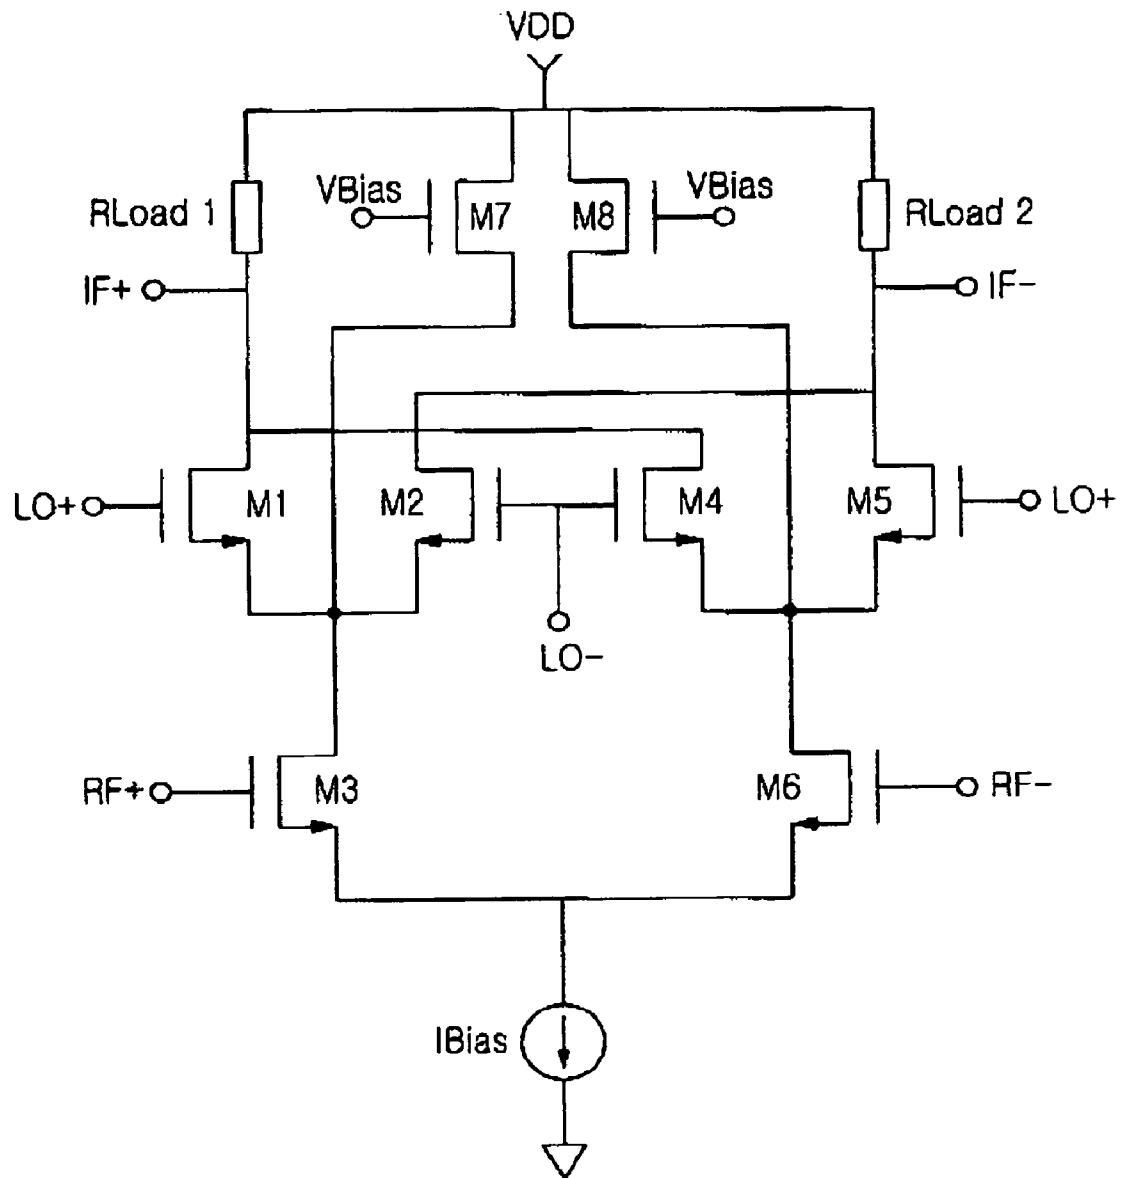 VDD
VBias
VBias
RLoad 1
M7
M8
RLoad 2
IF+
IF-
LO+
M1
M2
M4
M5
LO+
LO-
RF+
M3
M6
RF-
IBias